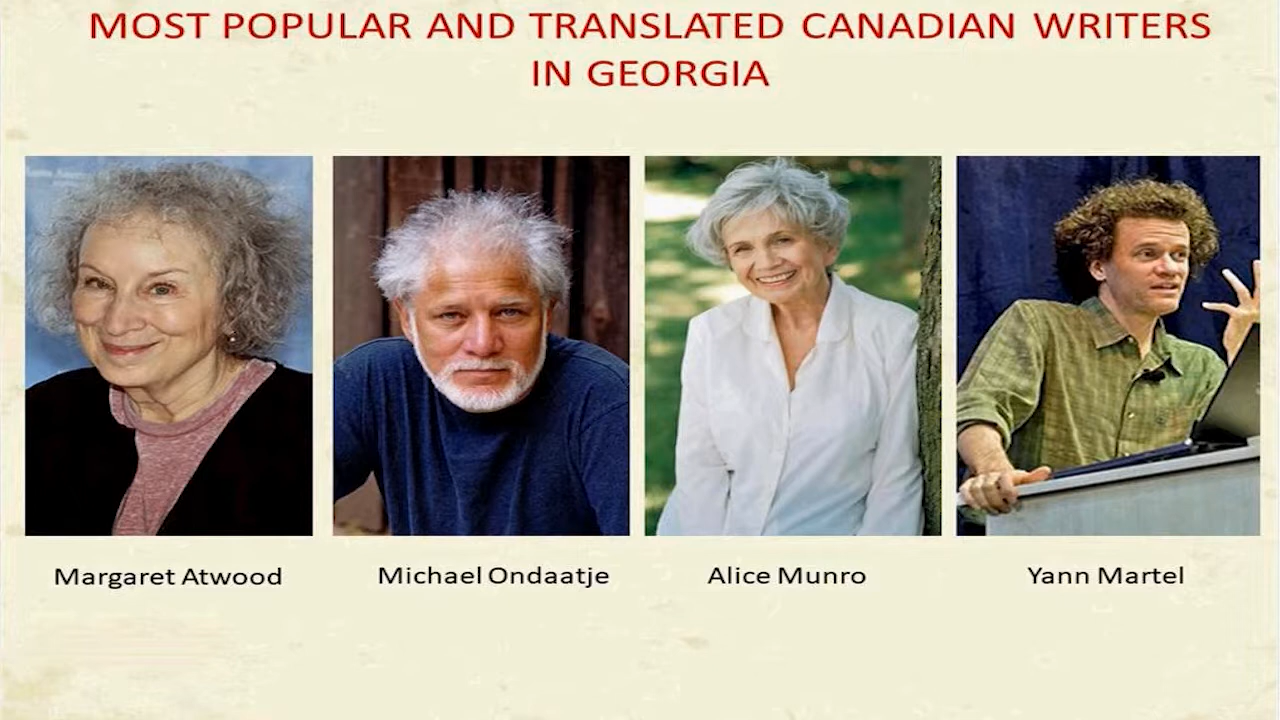 MOST POPULAR AND TRANSLATED CANADIAN WRITERS
IN GEORGIA
Margaret Atwood
Michael Ondaatje
Alice Munro
Yann Martel